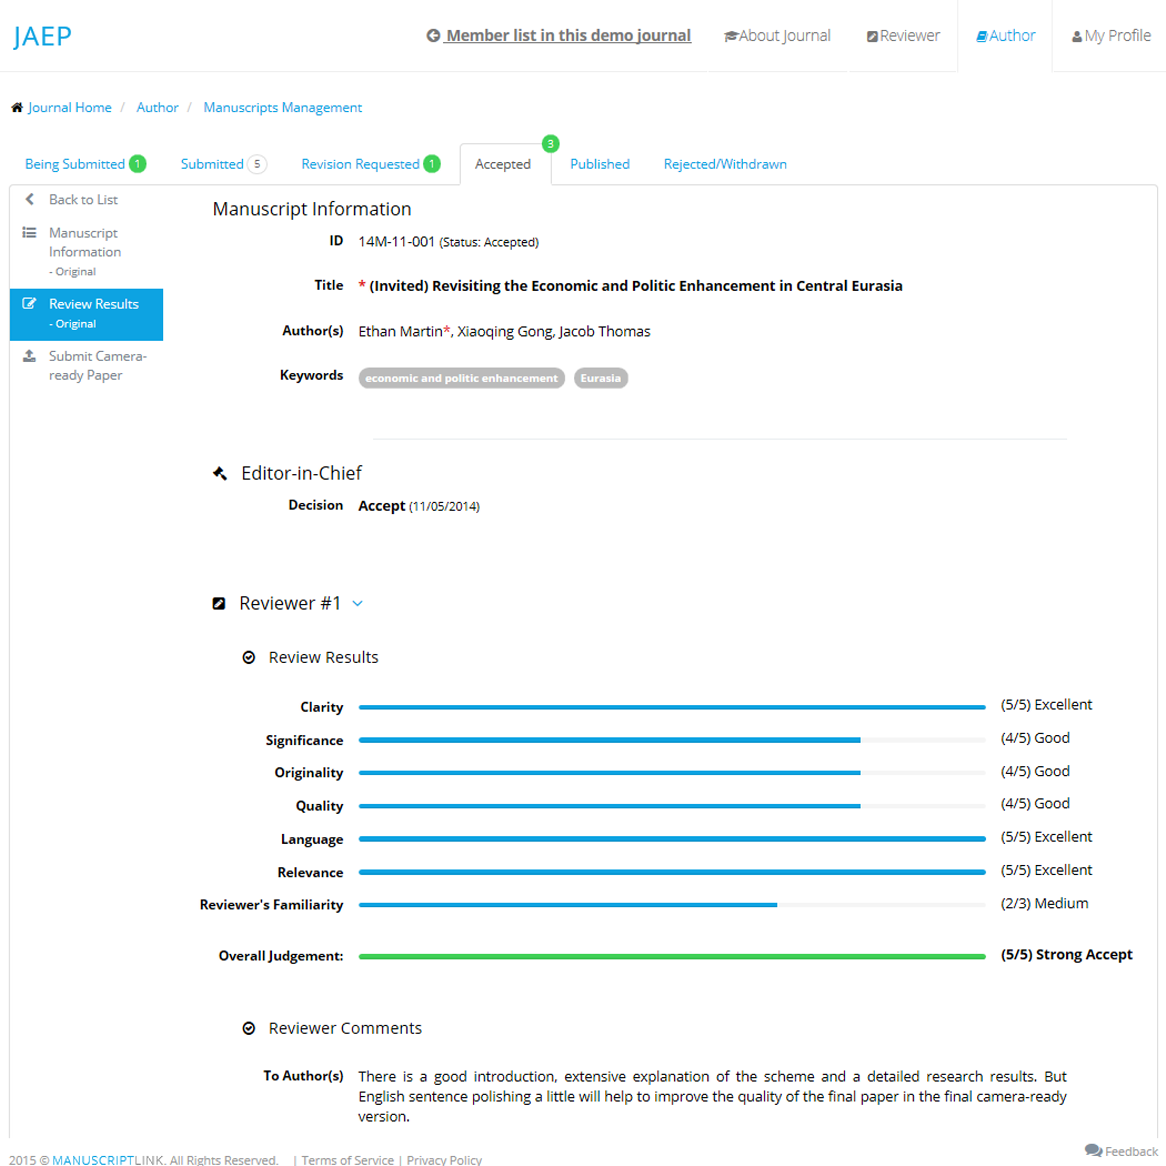 JAEP
Member list in this demo journal
About Journal
Reviewer
Author
My Profile
Journal Home / Author / Manuscripts Management
Being Submitted 1
Submitted 5
Revision Requested 1
Accepted 3
Published
Rejected/Withdrawn
Back to List
Manuscript
Information
- Original
Review Results
- Original
Submit Camera-
ready Paper
Manuscript Information
ID 14M-11-001 (Status: Accepted)
Title * (Invited) Revisiting the Economic and Politic Enhancement in Central Eurasia
Author(s) Ethan Martin*, Xiaoqing Gong, Jacob Thomas
Keywords economic and politic enhancement Eurasia
Editor-in-Chief
Decision Accept (11/05/2014)
Reviewer #1
Review Results
Clarity (5/5) Excellent
Significance (4/5) Good
Originality (4/5) Good
Quality (4/5) Good
Language (5/5) Excellent
Relevance (5/5) Excellent
Reviewer's Familiarity (2/3) Medium
Overall Judgement: (5/5) Strong Accept
Reviewer Comments
To Author(s) There is a good introduction, extensive explanation of the scheme and a detailed research results. But
English sentence polishing a little will help to improve the quality of the final paper in the final camera-ready
version.
2015 © MANUSCRIPTLINK. All Rights Reserved. | Terms of Service | Privacy Policy
Feedback